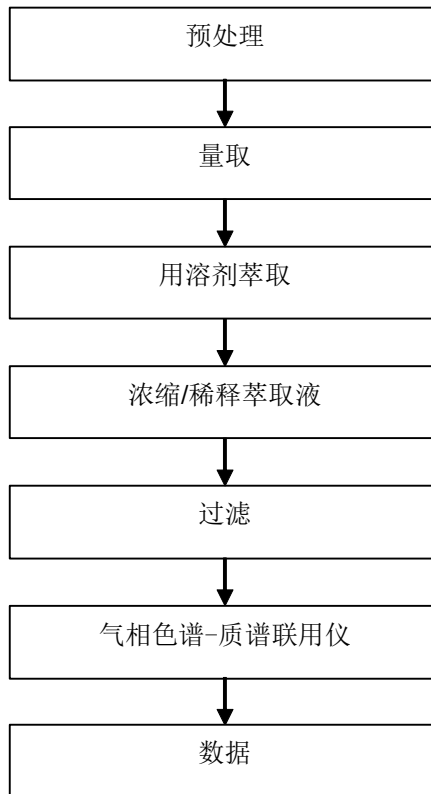 预处理
量取
用溶剂萃取
浓缩/稀释萃取液
过滤
气相色谱-质谱联用仪
数据